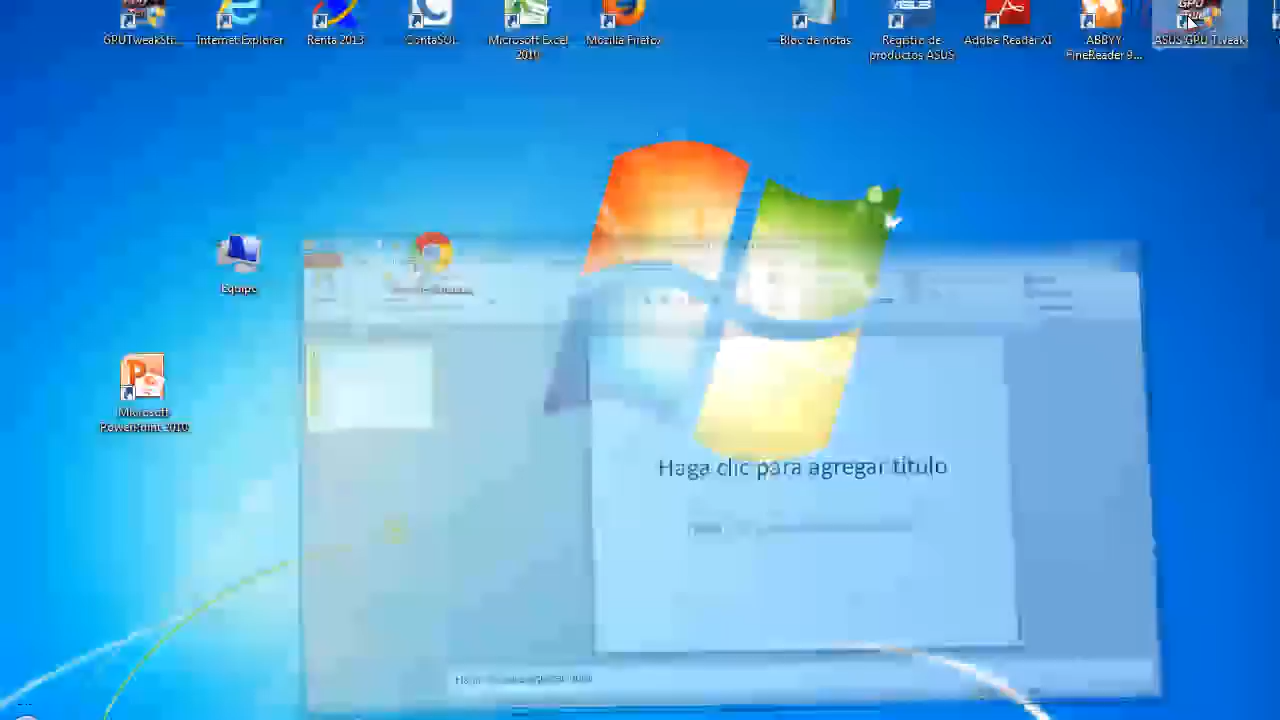 GPUTweakStr...
Internet Explorer
Renta 2013
ContaSOL
Microsoft Excel
2010
Mozilla Firefox
Bloc de notas
Registro de
productos ASUS
Adobe Reader XI
ABBYY
FineReader 9...
ASUS GPU Tweak
Equipo
Microsoft
PowerPoint 2010
Haga clic para agregar título